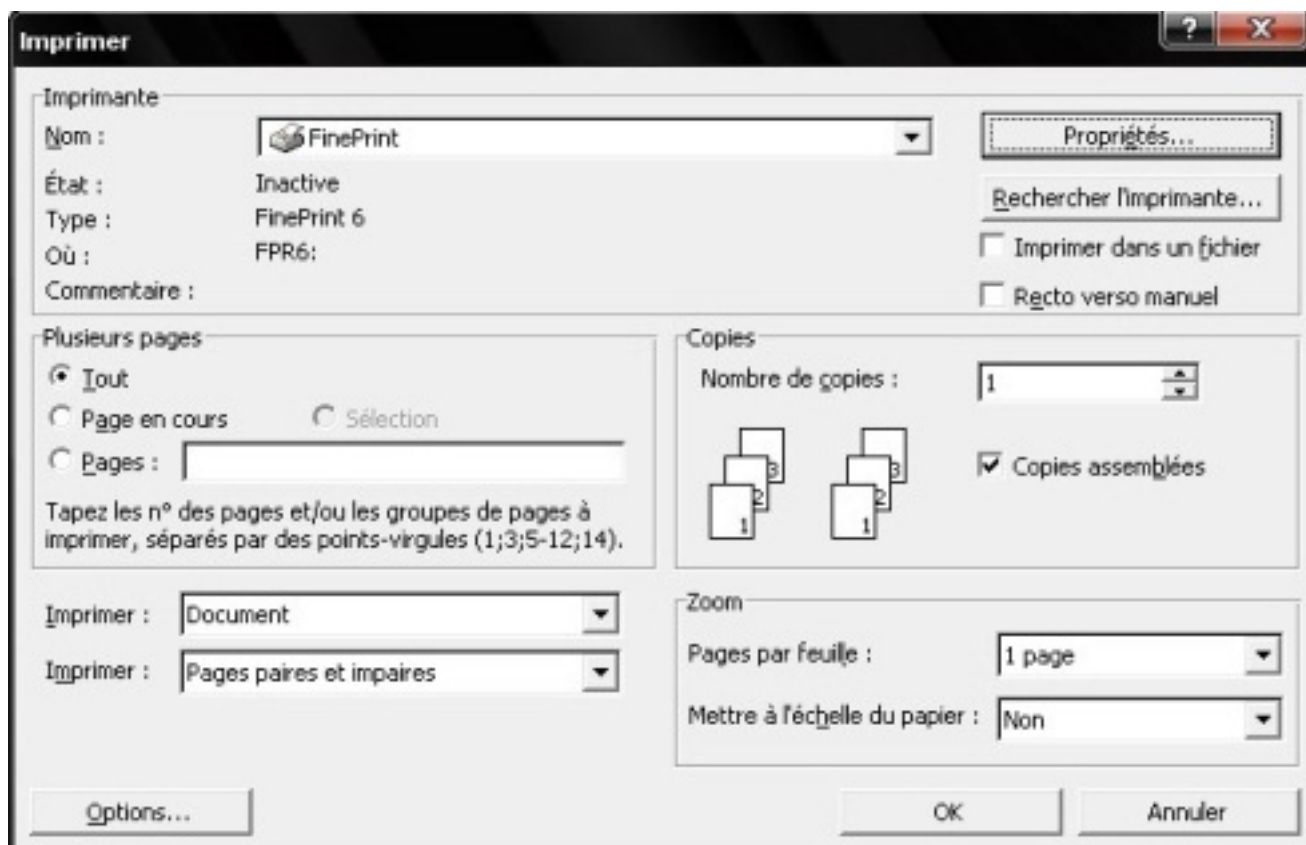 Imprimer
Imprimante
Nom : FinePrint Propriétés...
État : Inactive Rechercher l'imprimante...
Type : FinePrint 6
Où : FPR6: Imprimer dans un fichier
Commentaire : Recto verso manuel
Plusieurs pages
Tout
Page en cours Sélection
Pages :
Tapez les n° des pages et/ou les groupes de pages à
imprimer, séparés par des points-virgules (1;3;5-12;14).
Copies
Nombre de copies : 1
3 3
2 2
1 1
Copies assemblées
Imprimer : Document
Imprimer : Pages paires et impaires
Zoom
Pages par feuille : 1 page
Mettre à l'échelle du papier : Non
Options... OK Annuler